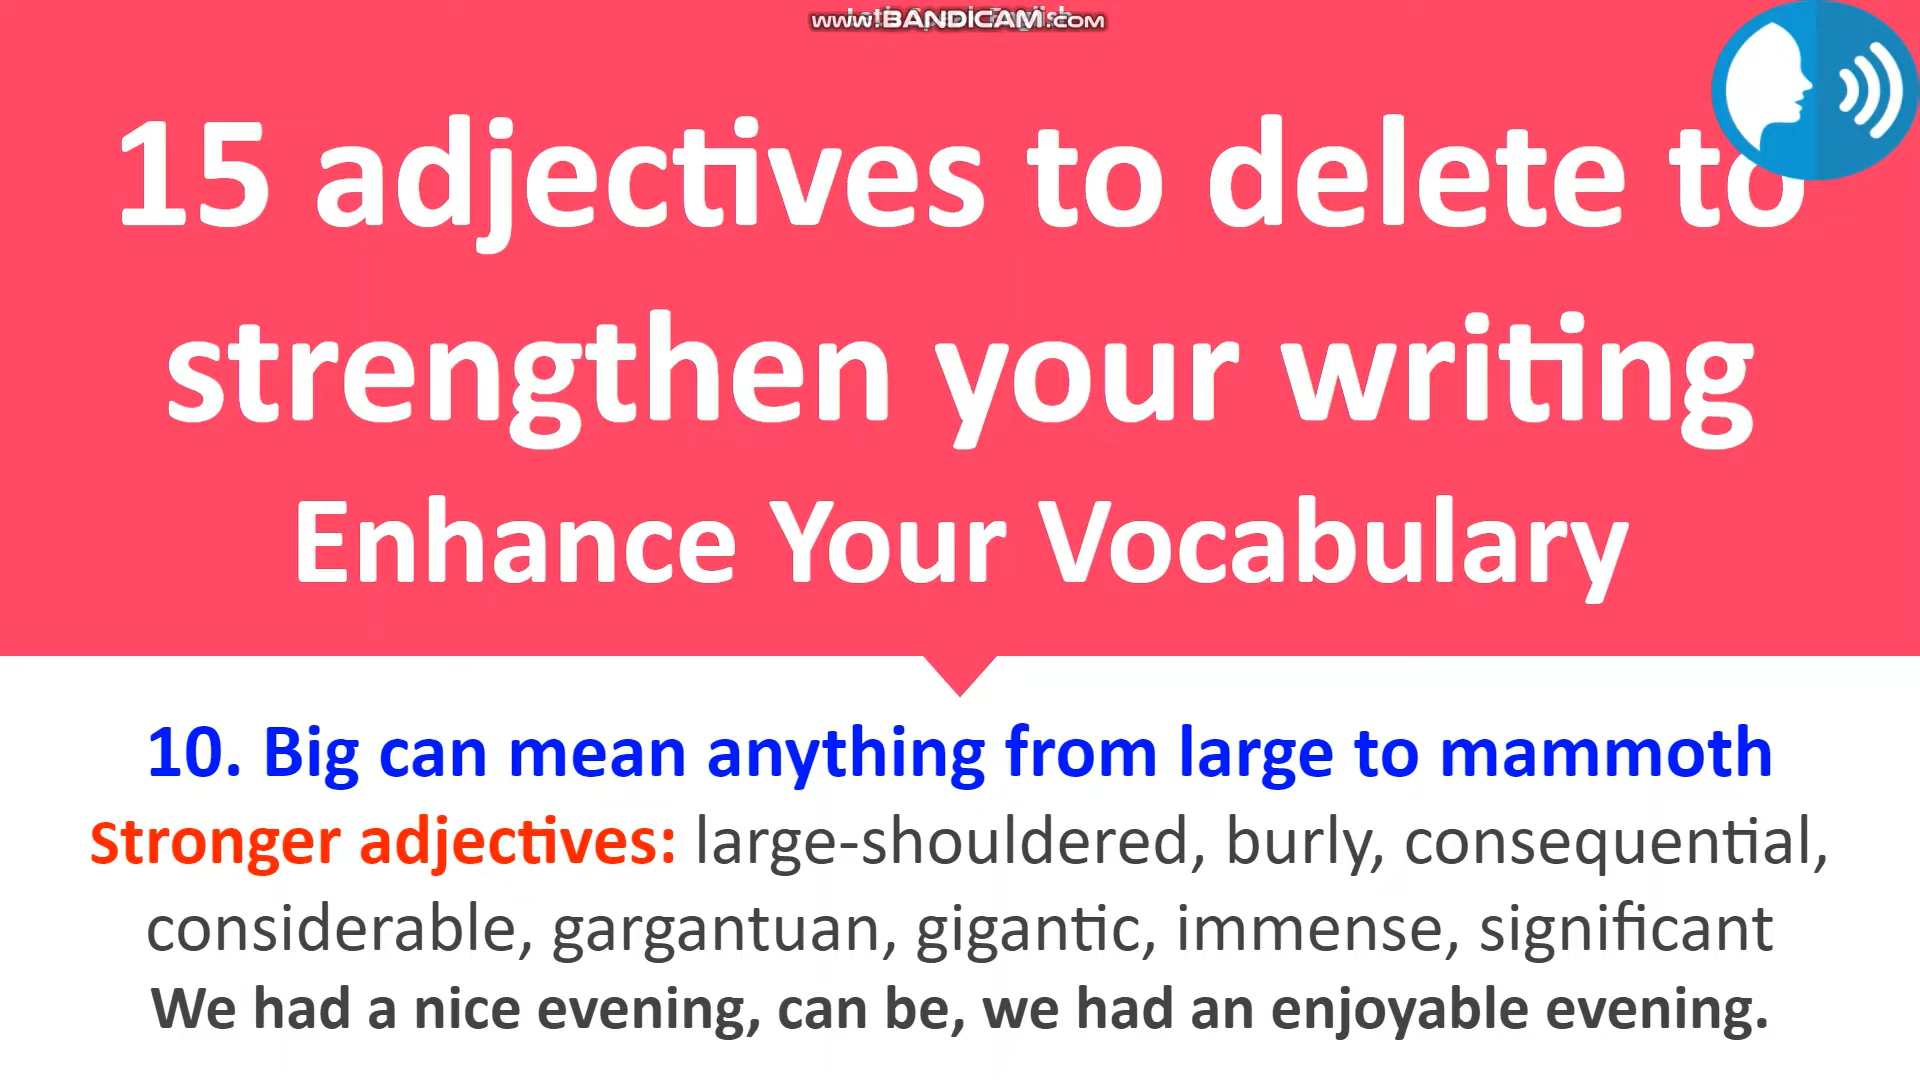 www.BANDICAM.com
15 adjectives to delete to
strengthen your writing
Enhance Your Vocabulary
10. Big can mean anything from large to mammoth
Stronger adjectives: large-shouldered, burly, consequential,
considerable, gargantuan, gigantic, immense, significant
We had a nice evening, can be, we had an enjoyable evening.